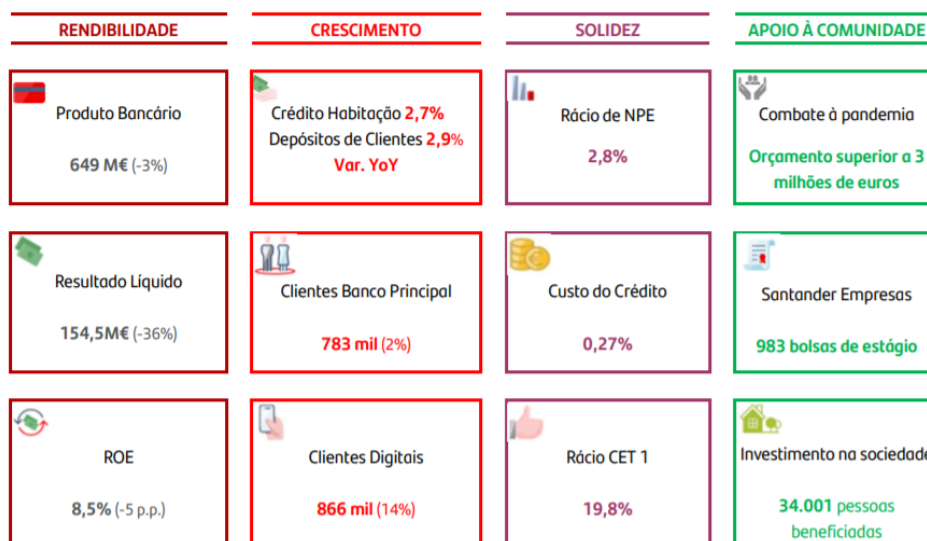 RENDIBILIDADE
CRESCIMENTO
SOLIDEZ
APOIO À COMUNIDADE
Produto Bancário
649 M€ (-3%)
Crédito Habitação 2,7%
Depósitos de Clientes 2,9%
Var. YoY
Rácio de NPE
2,8%
Combate à pandemia
Orçamento superior a 3
milhões de euros
Resultado Líquido
154,5M€ (-36%)
Clientes Banco Principal
783 mil (2%)
Custo do Crédito
0,27%
Santander Empresas
983 bolsas de estágio
ROE
8,5% (-5 p.p.)
Clientes Digitais
866 mil (14%)
Rácio CET 1
19,8%
Investimento na sociedade
34.001 pessoas
beneficiadas